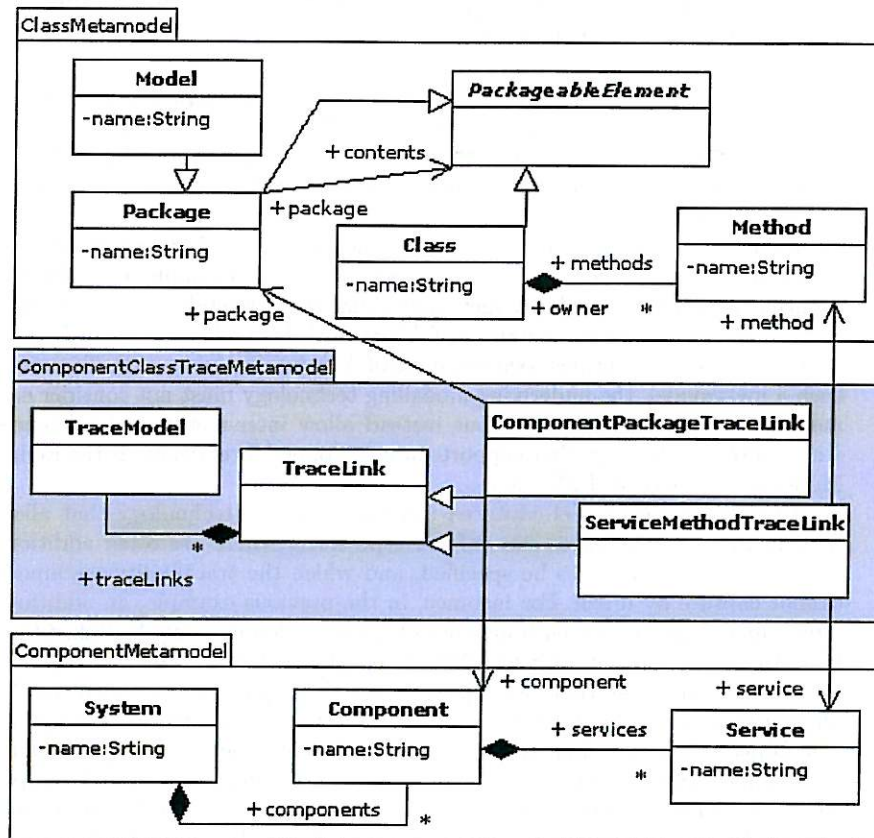 ClassMetamodel
Model
-name:String
PackageableElement
+ contents
+ package
Package
-name:String
Class
-name:String
+ methods
+ owner
*
Method
-name:String
+ package
+ method
ComponentClassTraceMetamodel
TraceModel
TraceLink
ComponentPackageTraceLink
ServiceMethodTraceLink
*
+traceLinks
ComponentMetamodel
+ component
+ service
System
-name:Srting
Component
-name:String
+ services
*
Service
-name:String
+ components
*